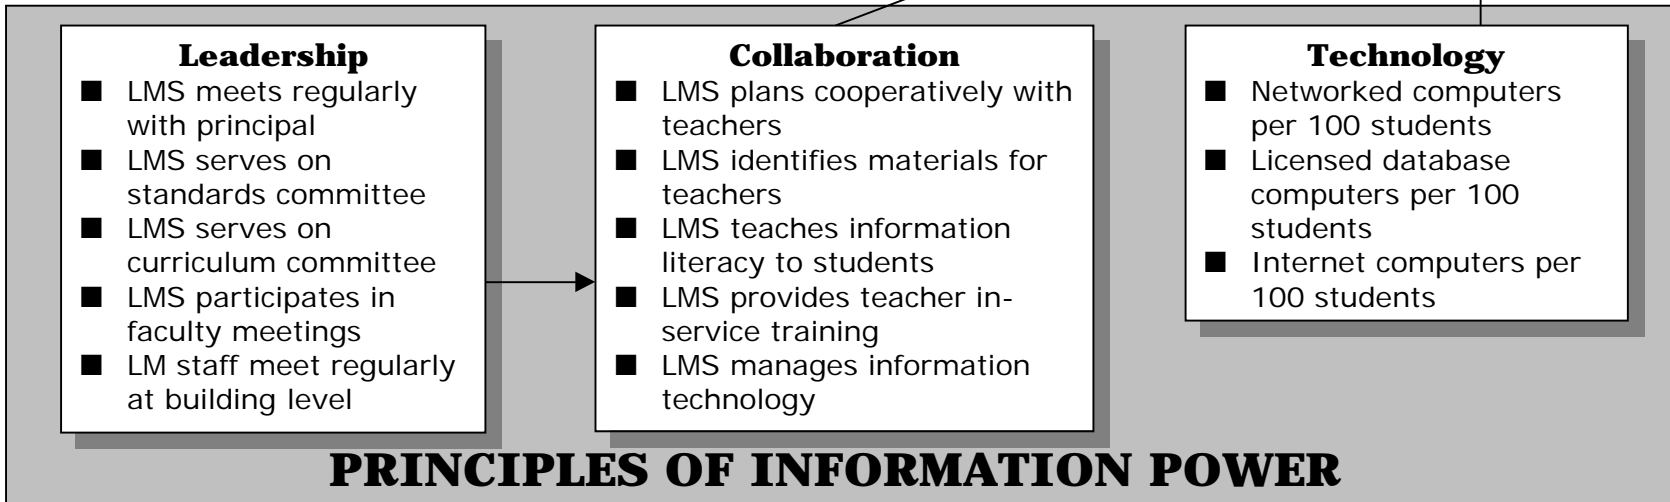 Leadership
■ LMS meets regularly
with principal
■ LMS serves on
standards committee
■ LMS serves on
curriculum committee
■ LMS participates in
faculty meetings
■ LM staff meet regularly
at building level
Collaboration
■ LMS plans cooperatively with
teachers
■ LMS identifies materials for
teachers
■ LMS teaches information
literacy to students
■ LMS provides teacher in-
service training
■ LMS manages information
technology
Technology
■ Networked computers
per 100 students
■ Licensed database
computers per 100
students
■ Internet computers per
100 students
PRINCIPLES OF INFORMATION POWER